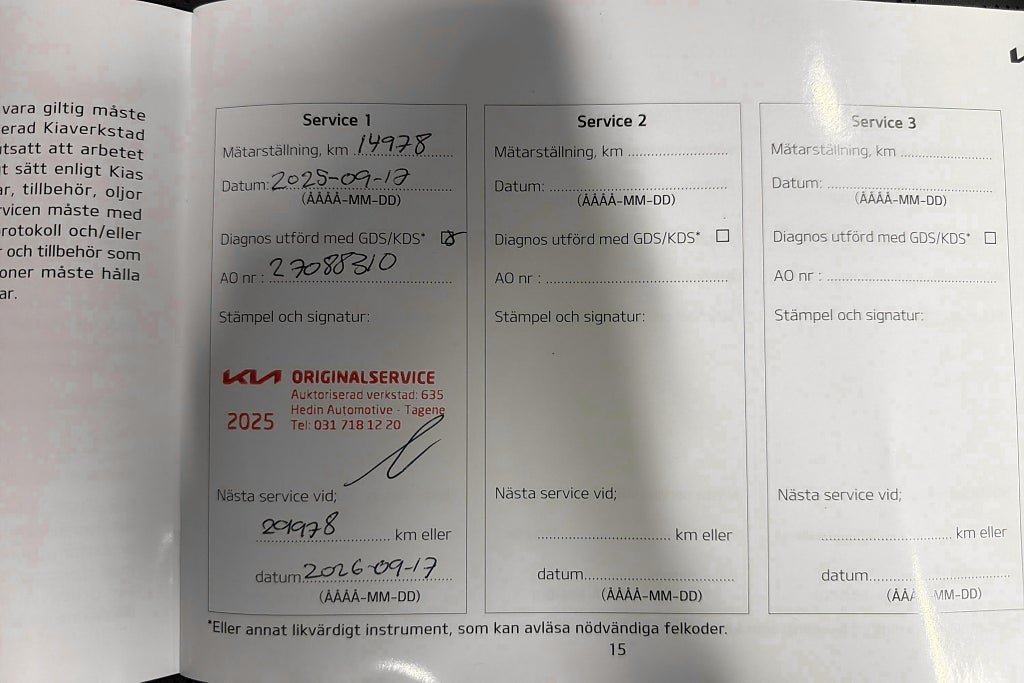 vara giltig måste
erad Kiaverkstad
tsatt att arbetet
t sätt enligt Kias
ar, tillbehör, oljor
rvicen måste med
rotokoll och/eller
r och tillbehör som
oner måste hålla
ar.
Service 1
Mätarställning, km 14978
Datum: 2025-09-17
(ÅÅÅÅ-MM-DD)
Diagnos utförd med GDS/KDS*
AO nr : 27088310
Stämpel och signatur:
KIA ORIGINALSERVICE
Auktoriserad verkstad: 635
Hedin Automotive - Tagene
2025 Tel: 031 718 12 20
Nästa service vid;
km eller
datum 2026-09-17
(ÅÅÅÅ-MM-DD)
Service 2
Mätarställning, km
Datum:
(ÅÅÅÅ-MM-DD)
Diagnos utförd med GDS/KDS*
AO nr :
Stämpel och signatur:
Nästa service vid;
km eller
datum
(ÅÅÅÅ-MM-DD)
Service 3
Mätarställning, km
Datum:
(ÅÅÅÅ-MM-DD)
Diagnos utförd med GDS/KDS*
AO nr :
Stämpel och signatur:
Nästa service vid;
km eller
datum
(ÅÅÅÅ-MM-DD)
*Eller annat likvärdigt instrument, som kan avläsa nödvändiga felkoder.
15